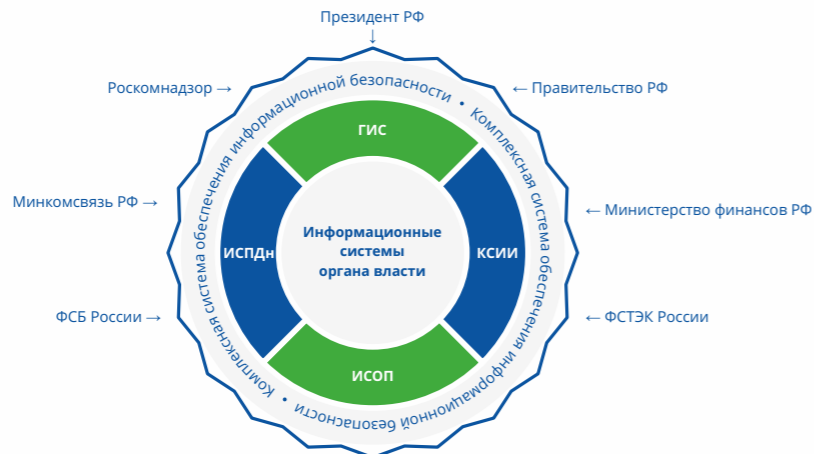 Президент РФ
↓
Роскомнадзор →
← Правительство РФ
Комплексная система обеспечения информационной безопасности •
Комплексная система обеспечения информационной безопасности •
ГИС
Минкомсвязь РФ →
← Министерство финансов РФ
ИСПДн
Информационные
системы
органа власти
КСИИ
ФСБ России →
← ФСТЭК России
ИСОП